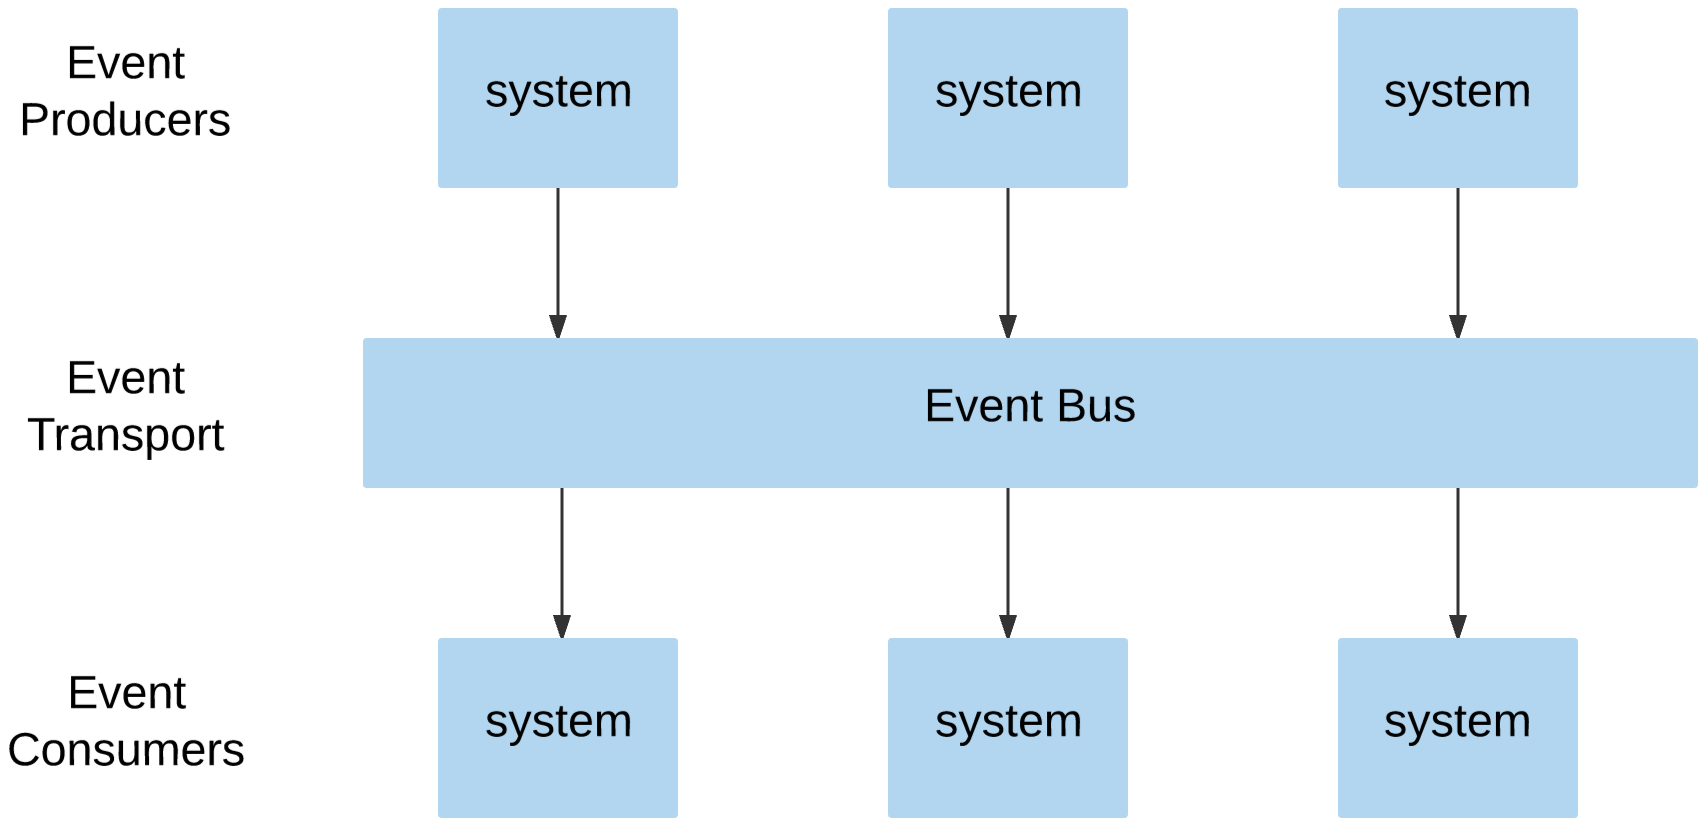 Event
Producers
system
system
system
Event
Transport
Event Bus
Event
Consumers
system
system
system